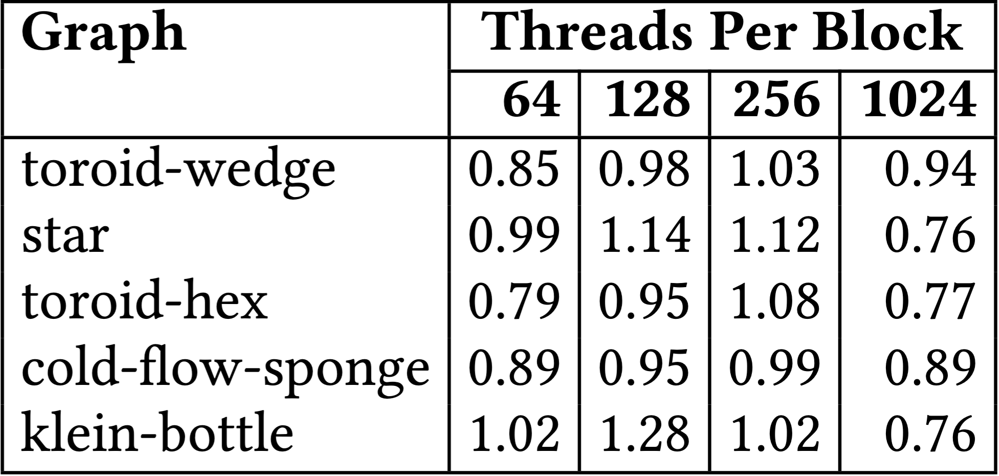 Graph Threads Per Block
64 128 256 1024
toroid-wedge 0.85 0.98 1.03 0.94
star 0.99 1.14 1.12 0.76
toroid-hex 0.79 0.95 1.08 0.77
cold-flow-sponge 0.89 0.95 0.99 0.89
klein-bottle 1.02 1.28 1.02 0.76